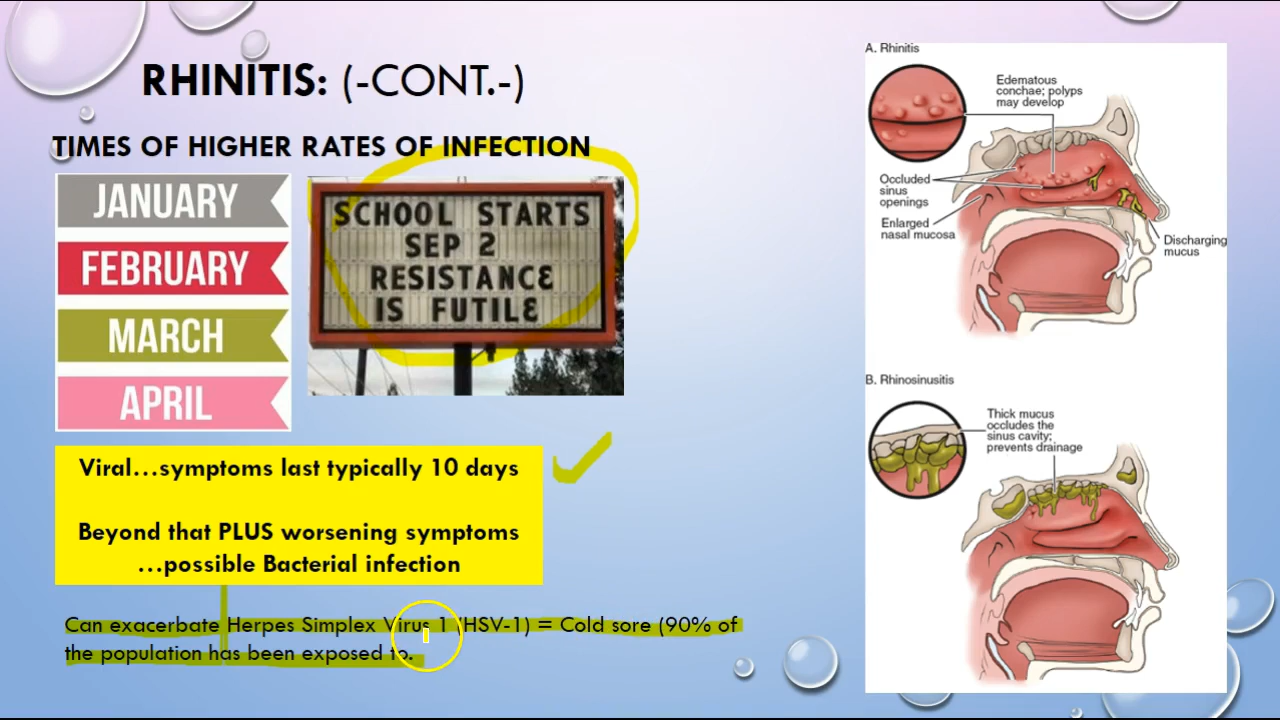 RHINITIS: (-CONT.-)
TIMES OF HIGHER RATES OF INFECTION
JANUARY
FEBRUARY
MARCH
APRIL
SCHOOL STARTS
SEP 2
RESISTANCE
IS FUTILE
Viral...symptoms last typically 10 days
Beyond that PLUS worsening symptoms
...possible Bacterial infection
Can exacerbate Herpes Simplex Virus 1 (HSV-1) = Cold sore (90% of
the population has been exposed to.
A. Rhinitis
Edematous
conchae; polyps
may develop
Occluded
sinus
openings
Enlarged
nasal mucosa
Discharging
mucus
B. Rhinosinusitis
Thick mucus
occludes the
sinus cavity;
prevents drainage